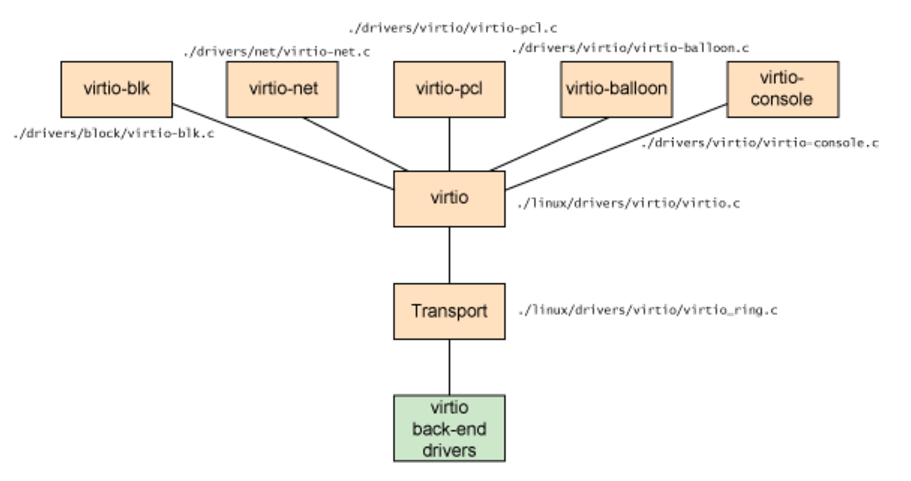 ./drivers/virtio/virtio-pcl.c
./drivers/net/virtio-net.c
./drivers/virtio/virtio-balloon.c
virtio-blk
virtio-net
virtio-pcl
virtio-balloon
virtio-
console
./drivers/block/virtio-blk.c
./drivers/virtio/virtio-console.c
virtio
./linux/drivers/virtio/virtio.c
Transport
./linux/drivers/virtio/virtio_ring.c
virtio
back-end
drivers